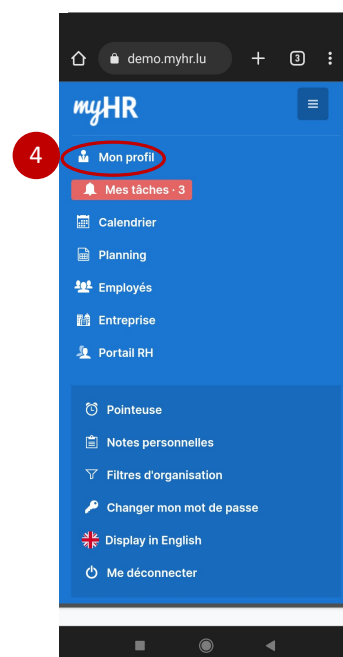 demo.myhr.lu
3
myHR
4
Mon profil
Mes tâches · 3
Calendrier
Planning
Employés
Entreprise
Portail RH
Pointeuse
Notes personnelles
Filtres d'organisation
Changer mon mot de passe
Display in English
Me déconnecter